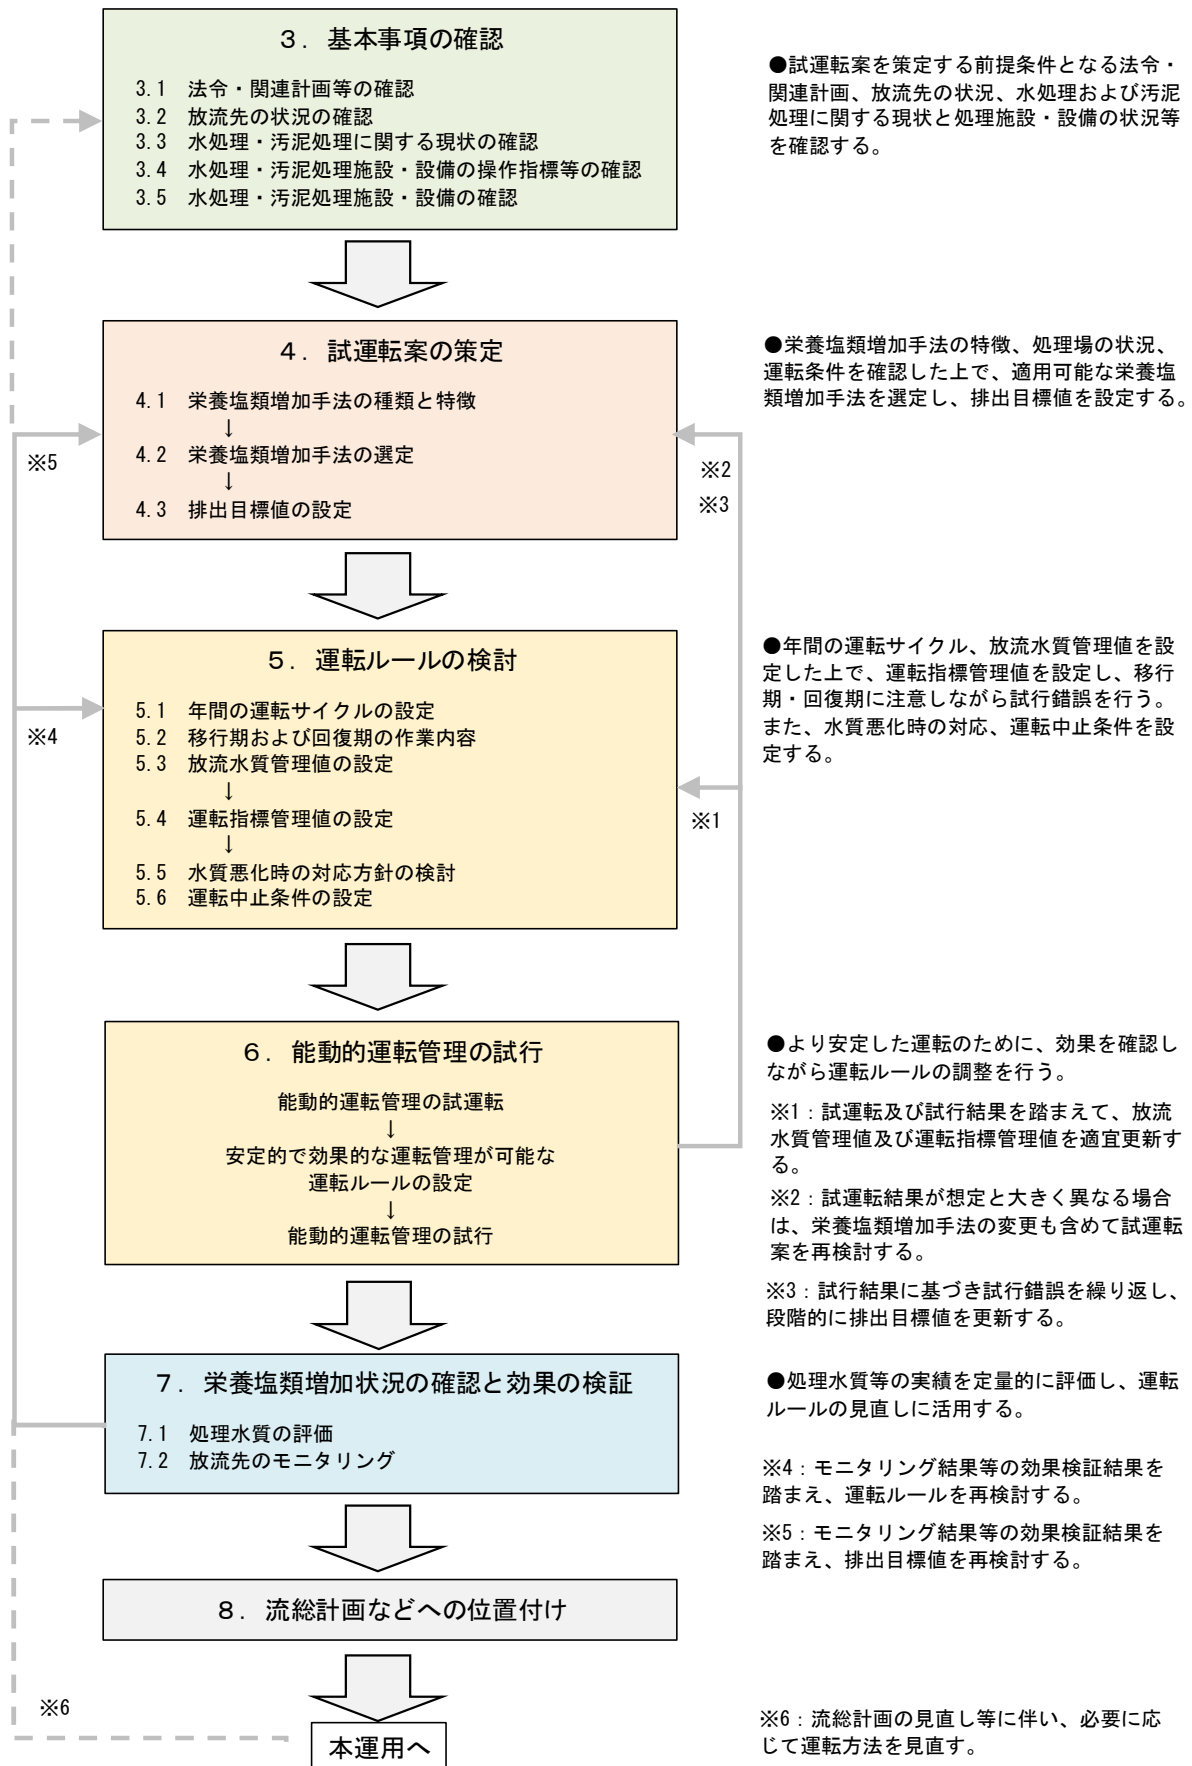 ３．基本事項の確認
3.1 法令・関連計画等の確認
3.2 放流先の状況の確認
3.3 水処理・汚泥処理に関する現状の確認
3.4 水処理・汚泥処理施設・設備の操作指標等の確認
3.5 水処理・汚泥処理施設・設備の確認
●試運転案を策定する前提条件となる法令・
関連計画、放流先の状況、水処理および汚泥
処理に関する現状と処理施設・設備の状況等
を確認する。
４．試運転案の策定
4.1 栄養塩類増加手法の種類と特徴
↓
4.2 栄養塩類増加手法の選定
↓
4.3 排出目標値の設定
●栄養塩類増加手法の特徴、処理場の状況、
運転条件を確認した上で、適用可能な栄養塩
類増加手法を選定し、排出目標値を設定する。
※5
※2
※3
５．運転ルールの検討
5.1 年間の運転サイクルの設定
5.2 移行期および回復期の作業内容
5.3 放流水質管理値の設定
↓
5.4 運転指標管理値の設定
↓
5.5 水質悪化時の対応方針の検討
5.6 運転中止条件の設定
●年間の運転サイクル、放流水質管理値を設
定した上で、運転指標管理値を設定し、移行
期・回復期に注意しながら試行錯誤を行う。
また、水質悪化時の対応、運転中止条件を設
定する。
※4
※1
６．能動的運転管理の試行
能動的運転管理の試運転
↓
安定的で効果的な運転管理が可能な
運転ルールの設定
↓
能動的運転管理の試行
●より安定した運転のために、効果を確認し
ながら運転ルールの調整を行う。
※1：試運転及び試行結果を踏まえて、放流
水質管理値及び運転指標管理値を適宜更新す
る。
※2：試運転結果が想定と大きく異なる場合
は、栄養塩類増加手法の変更も含めて試運転
案を再検討する。
※3：試行結果に基づき試行錯誤を繰り返し、
段階的に排出目標値を更新する。
７．栄養塩類増加状況の確認と効果の検証
7.1 処理水質の評価
7.2 放流先のモニタリング
●処理水質等の実績を定量的に評価し、運転
ルールの見直しに活用する。
※4：モニタリング結果等の効果検証結果を
踏まえ、運転ルールを再検討する。
※5：モニタリング結果等の効果検証結果を
踏まえ、排出目標値を再検討する。
８．流総計画などへの位置付け
※6
本運用へ
※6：流総計画の見直し等に伴い、必要に応
じて運転方法を見直す。